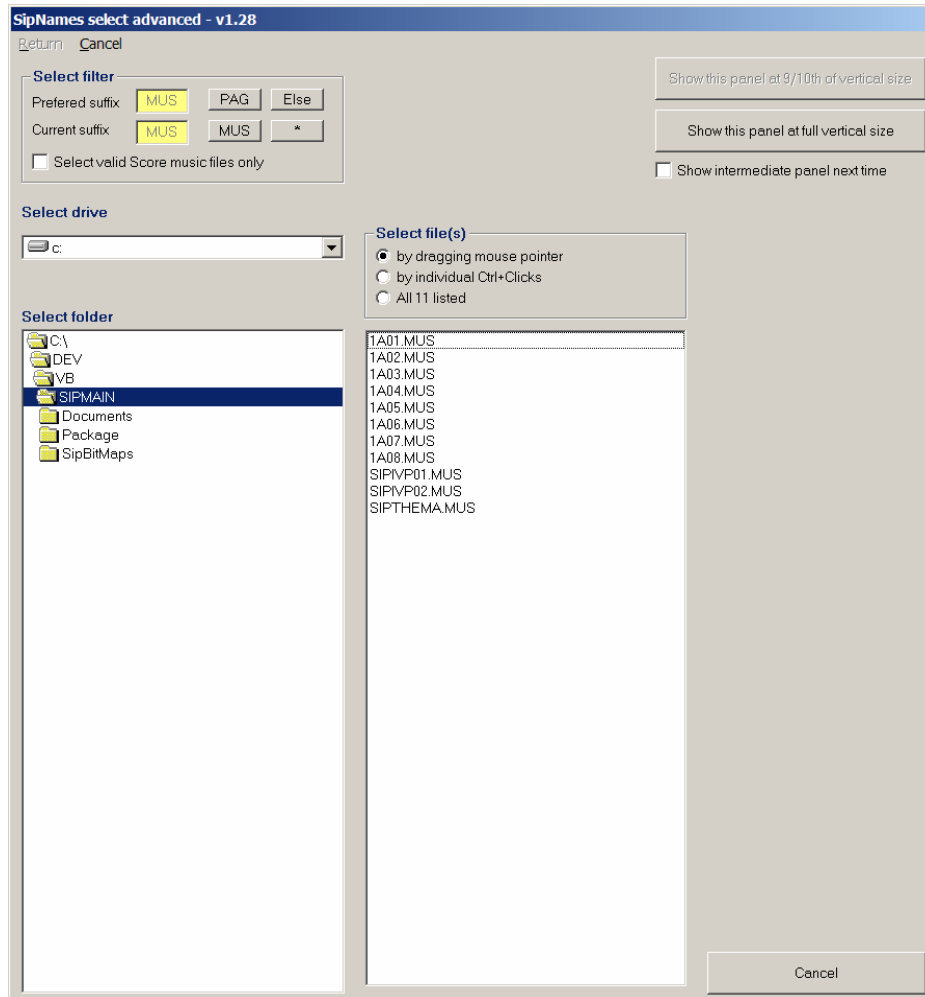 SipNames select advanced - v1.28
Return Cancel
Select filter
Prefered suffix MUS PAG Else
Current suffix MUS MUS *
Select valid Score music files only
Show this panel at 9/10th of vertical size
Show this panel at full vertical size
Show intermediate panel next time
Select drive
c:
Select file(s)
by dragging mouse pointer
by individual Ctrl+Clicks
All 11 listed
Select folder
C:\
DEV
VB
SIPMAIN
Documents
Package
SipBitMaps
1A01.MUS
1A02.MUS
1A03.MUS
1A04.MUS
1A05.MUS
1A06.MUS
1A07.MUS
1A08.MUS
SIPIVP01.MUS
SIPIVP02.MUS
SIPTHEMA.MUS
Cancel